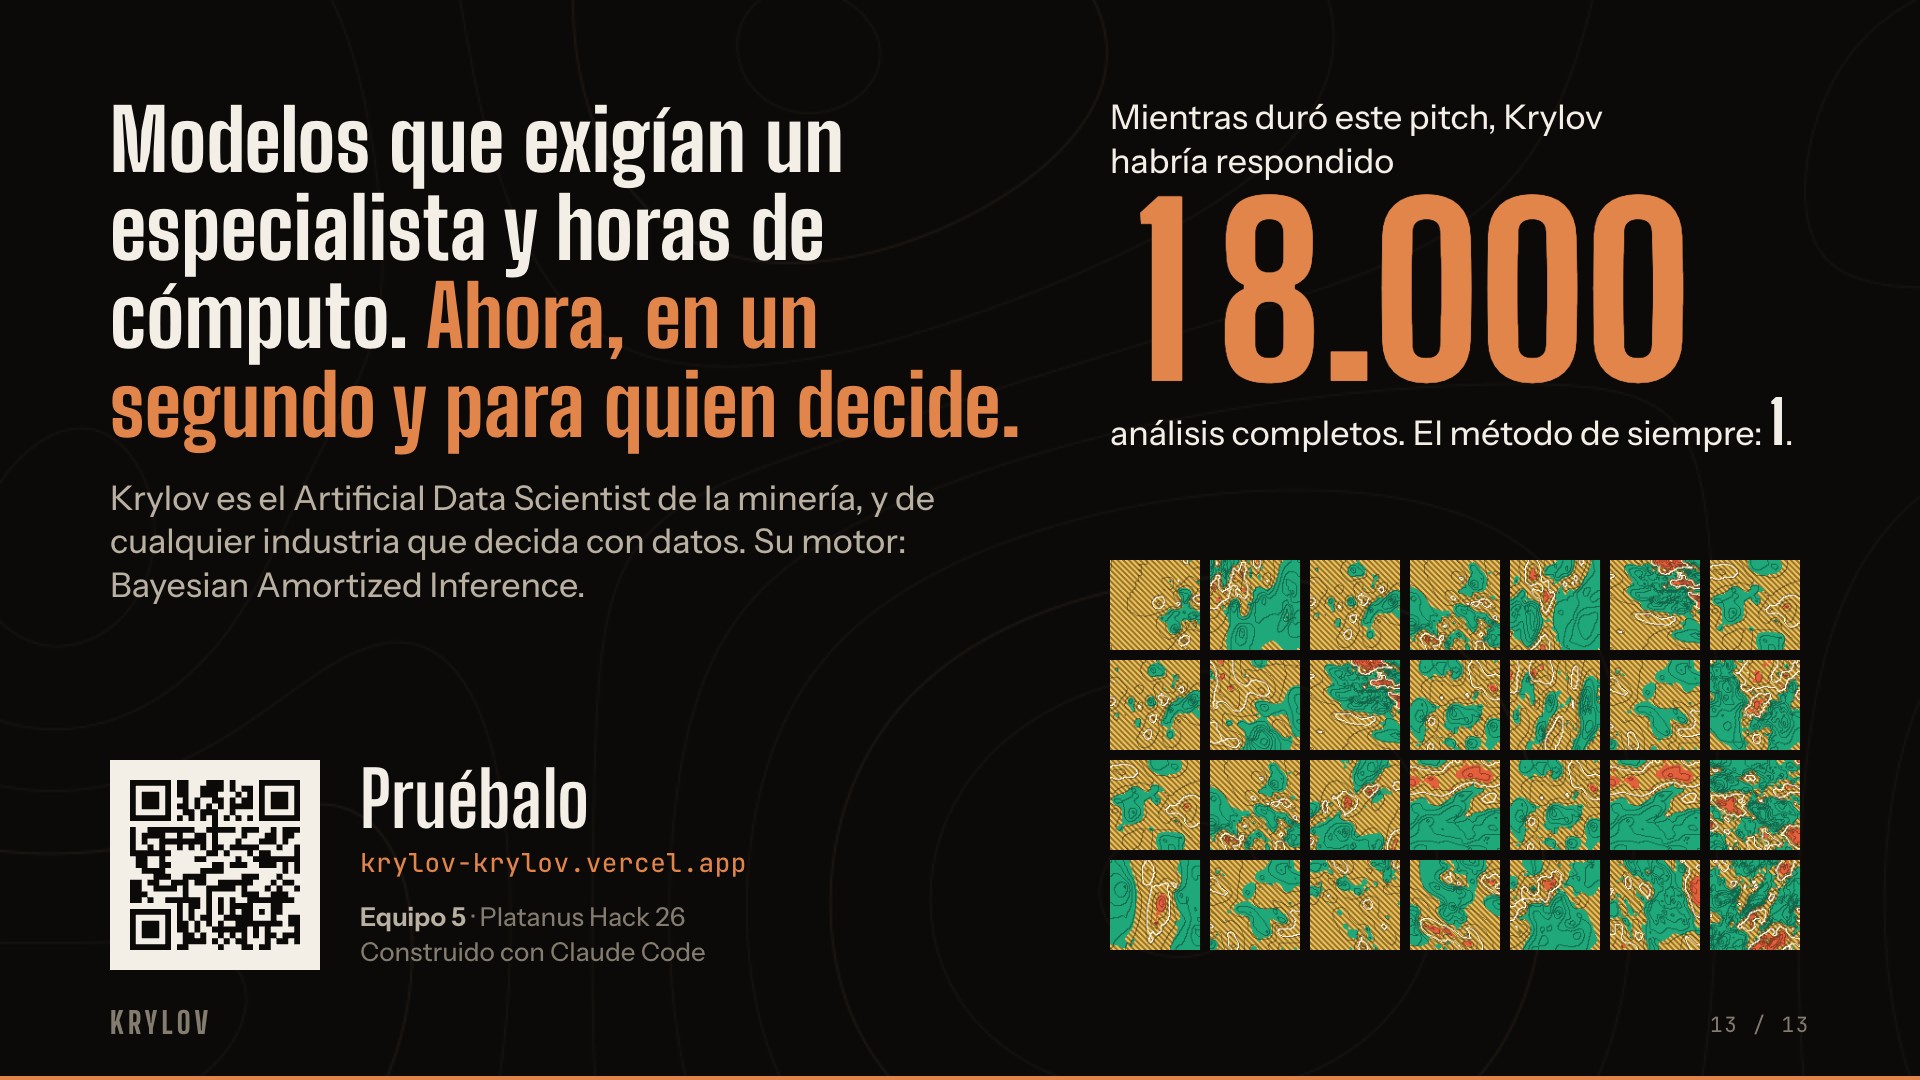 Modelos que exigían un
especialista y horas de
cómputo. Ahora, en un
segundo y para quien decide.
Krylov es el Artificial Data Scientist de la minería, y de
cualquier industria que decida con datos. Su motor:
Bayesian Amortized Inference.
Pruébalo
krylov-krylov.vercel.app
Equipo 5 · Platanus Hack 26
Construido con Claude Code
Mientras duró este pitch, Krylov
habría respondido
18.000
análisis completos. El método de siempre: 1.
KRYLOV
13 / 13